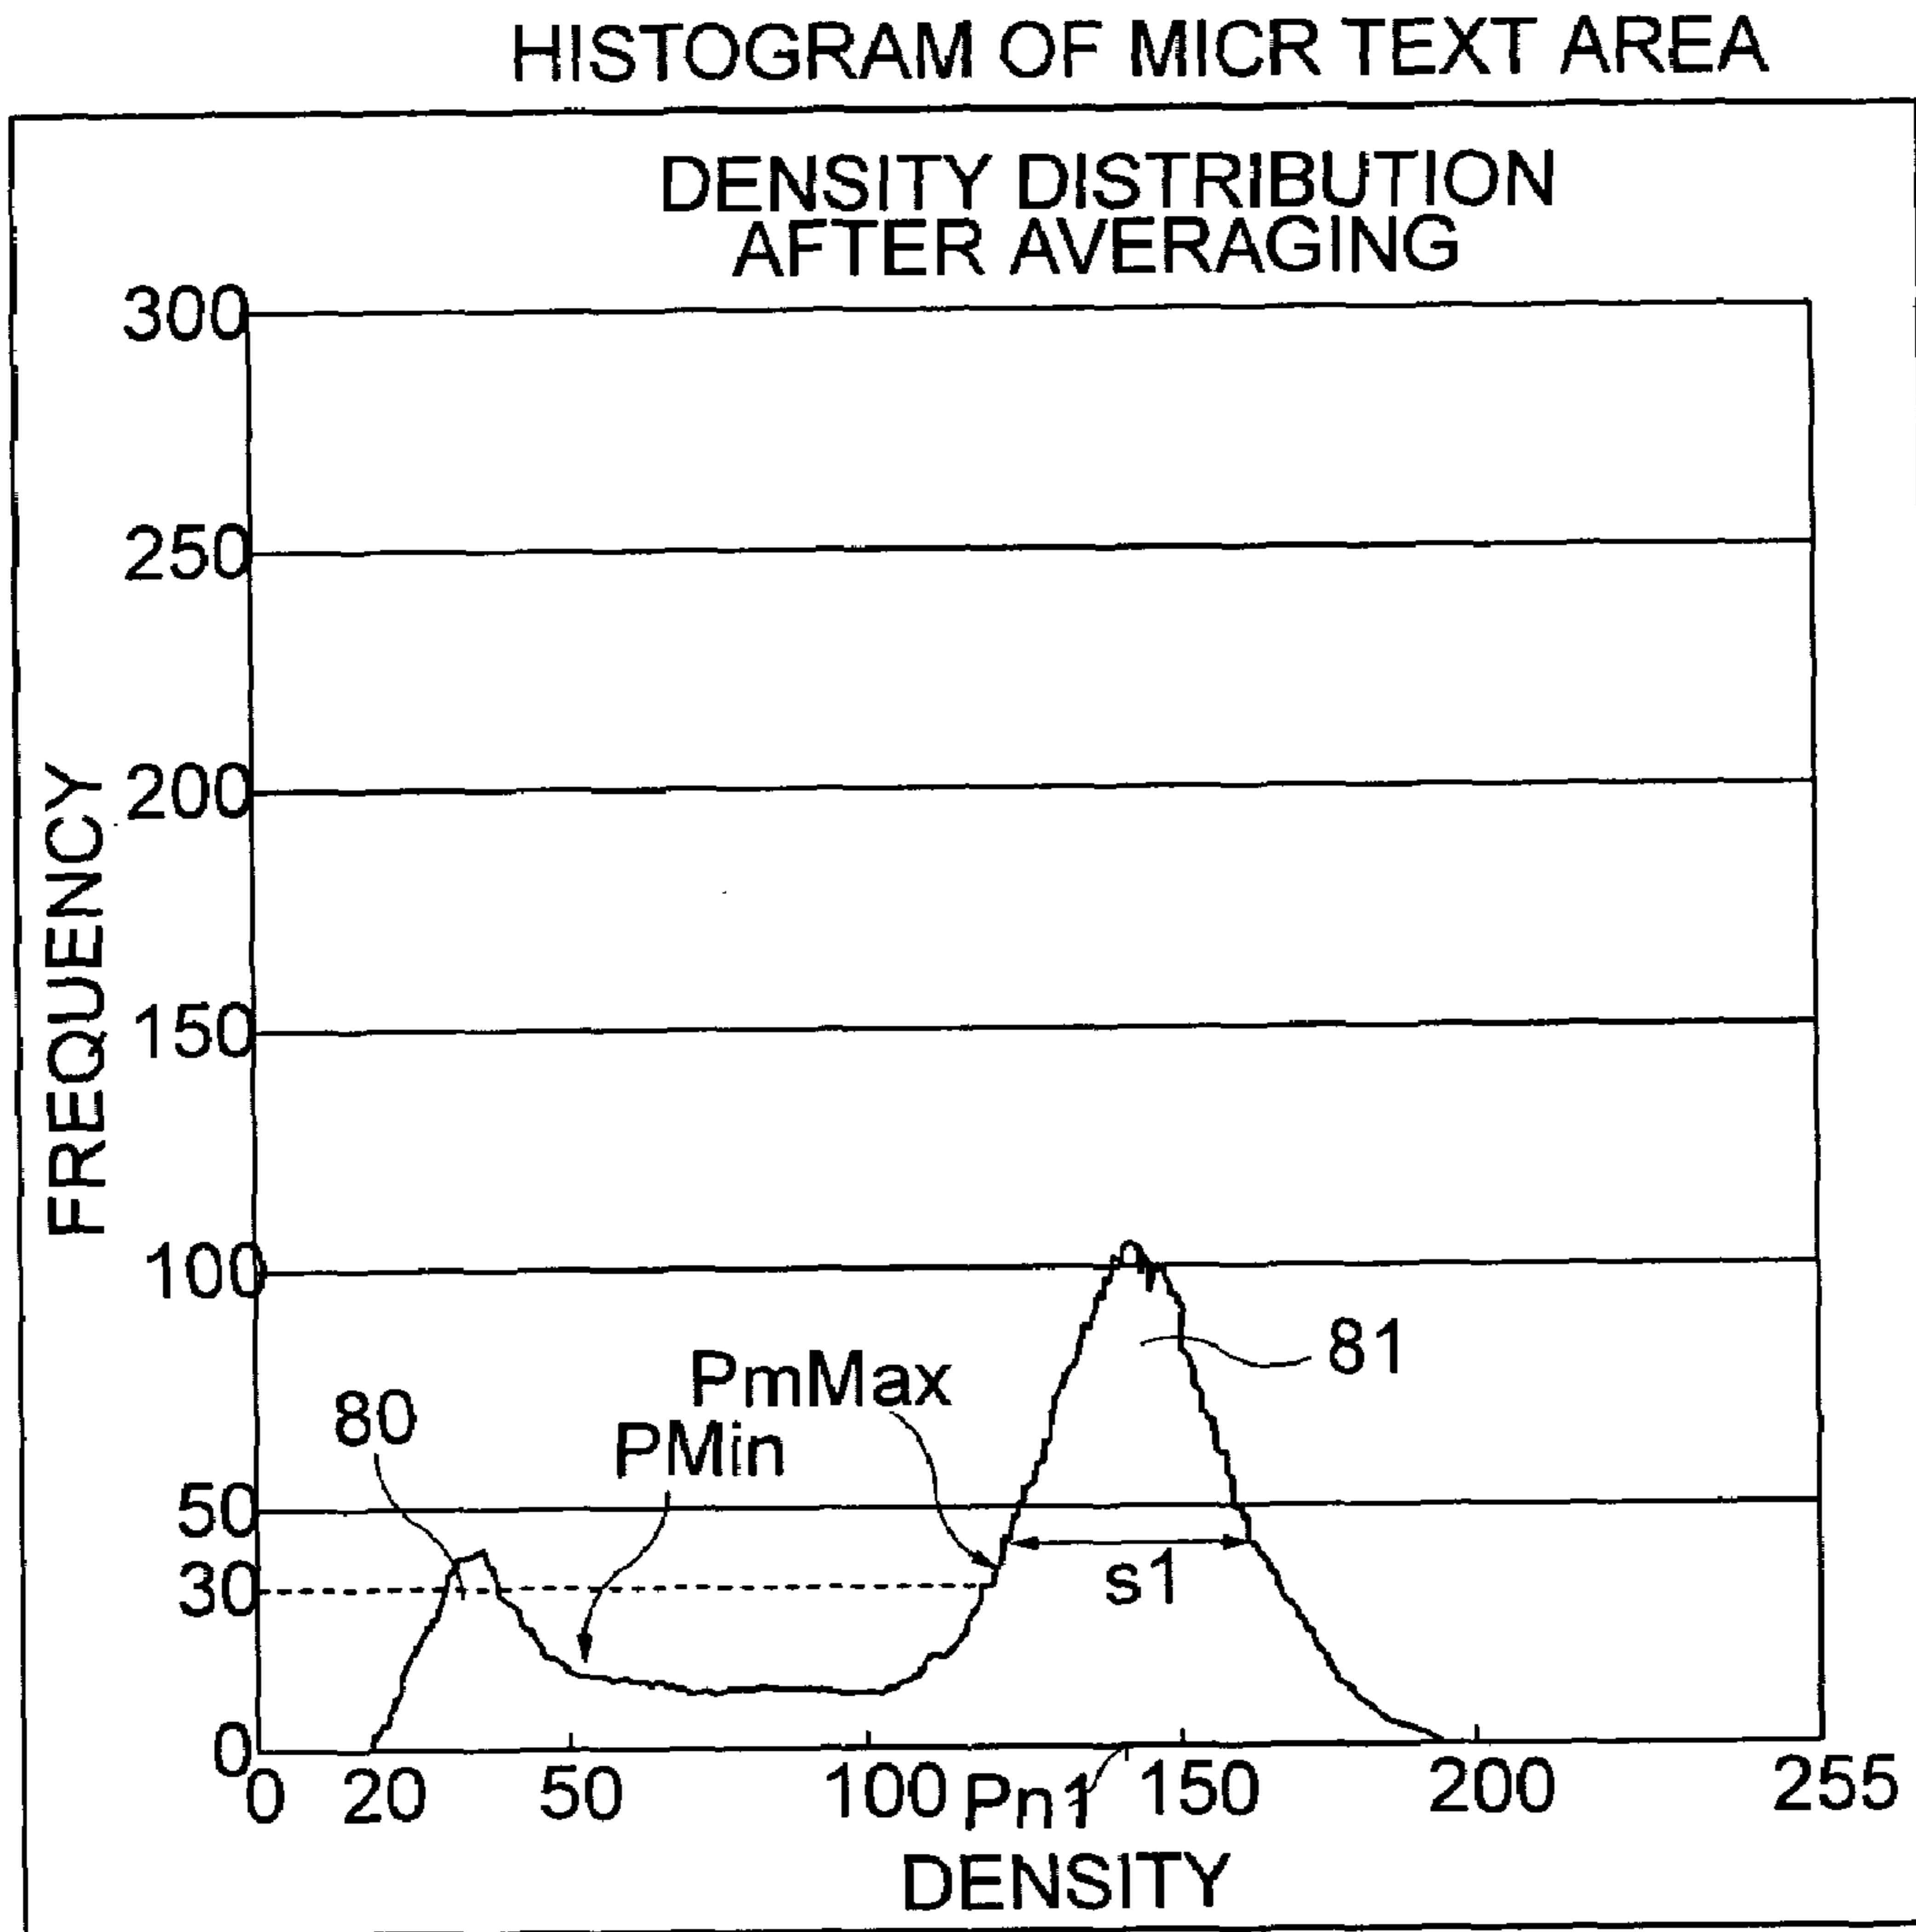 HISTOGRAM OF MICR TEXT AREA
DENSITY DISTRIBUTION
AFTER AVERAGING
300
250
200
150
100
50
30
0
FREQUENCY
PmMax
PMin
80
81
s1
0 20 50 100 Pn1 150 200 255
DENSITY